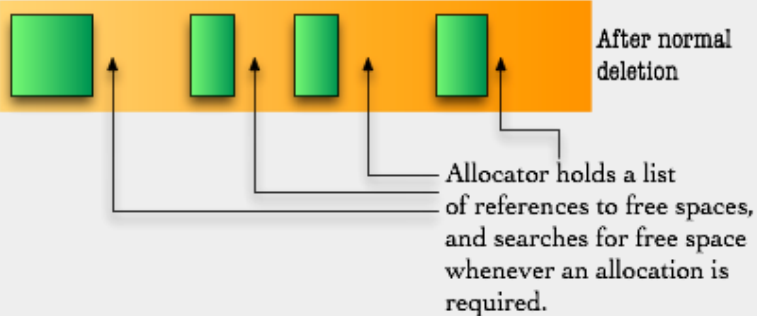 After normal
deletion
Allocator holds a list
of references to free spaces,
and searches for free space
whenever an allocation is
required.